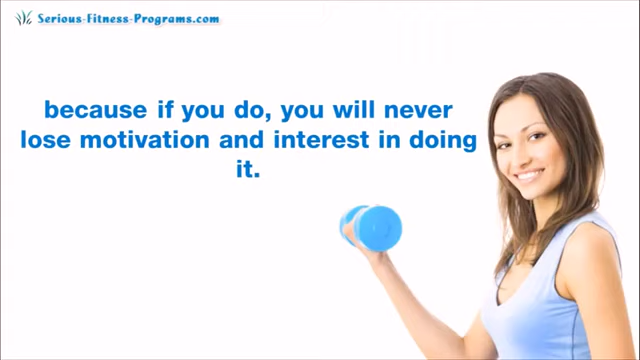 Serious-Fitness-Programs.com
because if you do, you will never
lose motivation and interest in doing
it.